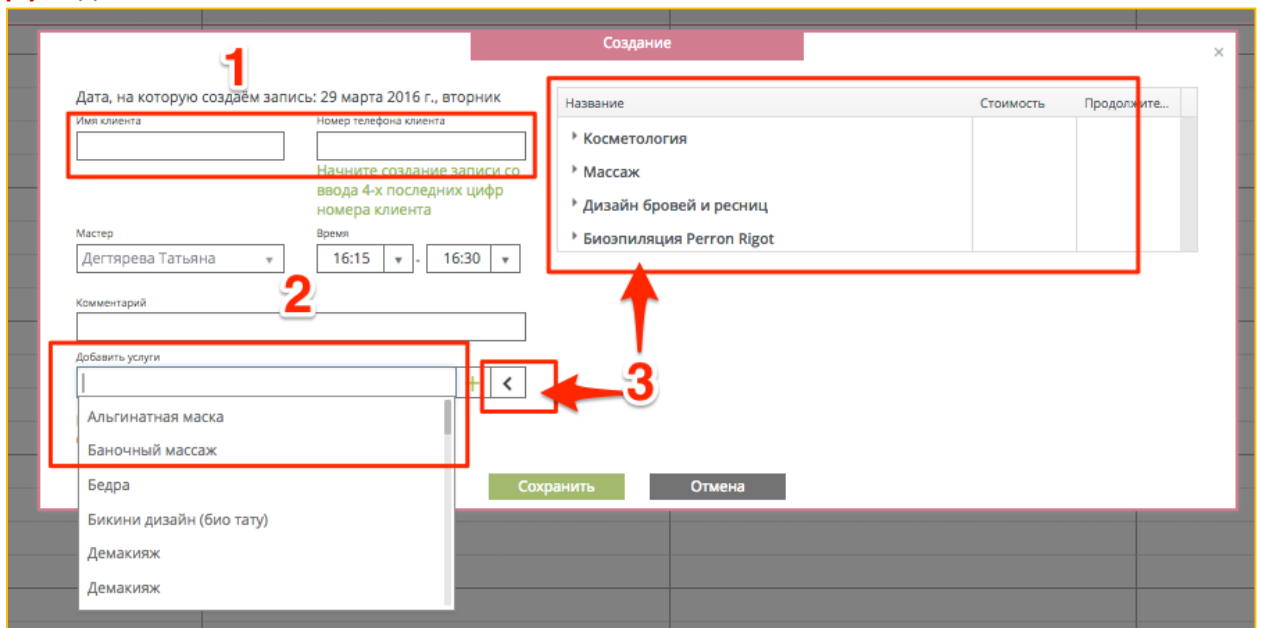 Создание
×
1
Дата, на которую создаём запись: 29 марта 2016 г., вторник
Имя клиента
Номер телефона клиента
Начните создание записи со
ввода 4-х последних цифр
номера клиента
Мастер
Время
Дегтярева Татьяна
16:15 - 16:30
2
Комментарий
Добавить услуги
+ <
Альгинатная маска
Баночный массаж
Бедра
Бикини дизайн (био тату)
Демакияж
Демакияж
Название Стоимость Продолжите...
Косметология
Массаж
Дизайн бровей и ресниц
Биоэпиляция Perron Rigot
3
Сохранить
Отмена